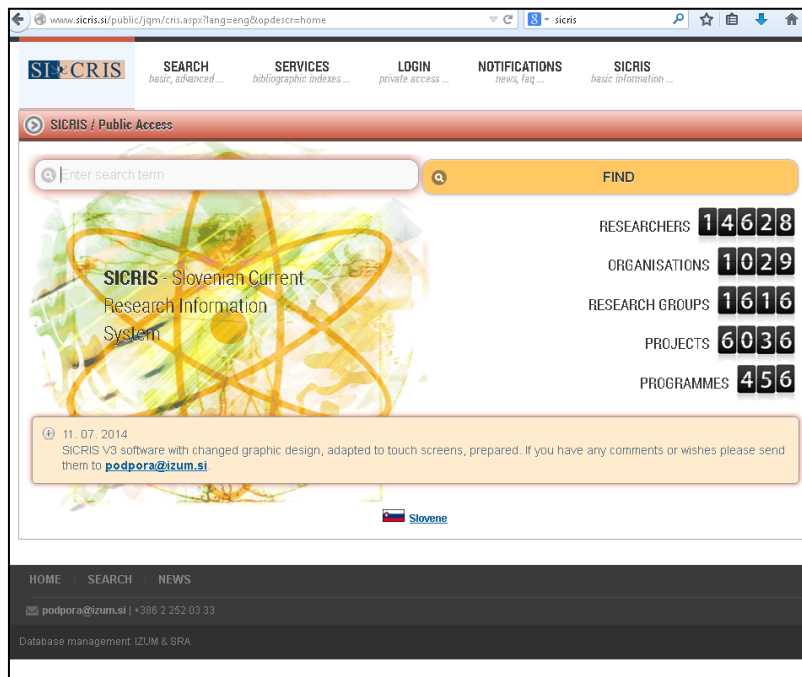 www.sicris.si/public/jqm/cris.aspx?lang=eng&opdescr=home
8 - sicris
SI CRIS
SEARCH
basic, advanced ...
SERVICES
bibliographic indexes ...
LOGIN
private access ...
NOTIFICATIONS
news, faq ...
SICRIS
basic information ...
SICRIS / Public Access
Enter search term
FIND
SICRIS - Slovenian Current
Research Information
System
RESEARCHERS 14628
ORGANISATIONS 1029
RESEARCH GROUPS 1616
PROJECTS 6036
PROGRAMMES 456
11. 07. 2014
SICRIS V3 software with changed graphic design, adapted to touch screens, prepared. If you have any comments or wishes please send
them to podpora@izum.si.
Slovene
HOME | SEARCH | NEWS
podpora@izum.si | +386 2 252 03 33
Database management: IZUM & SRA